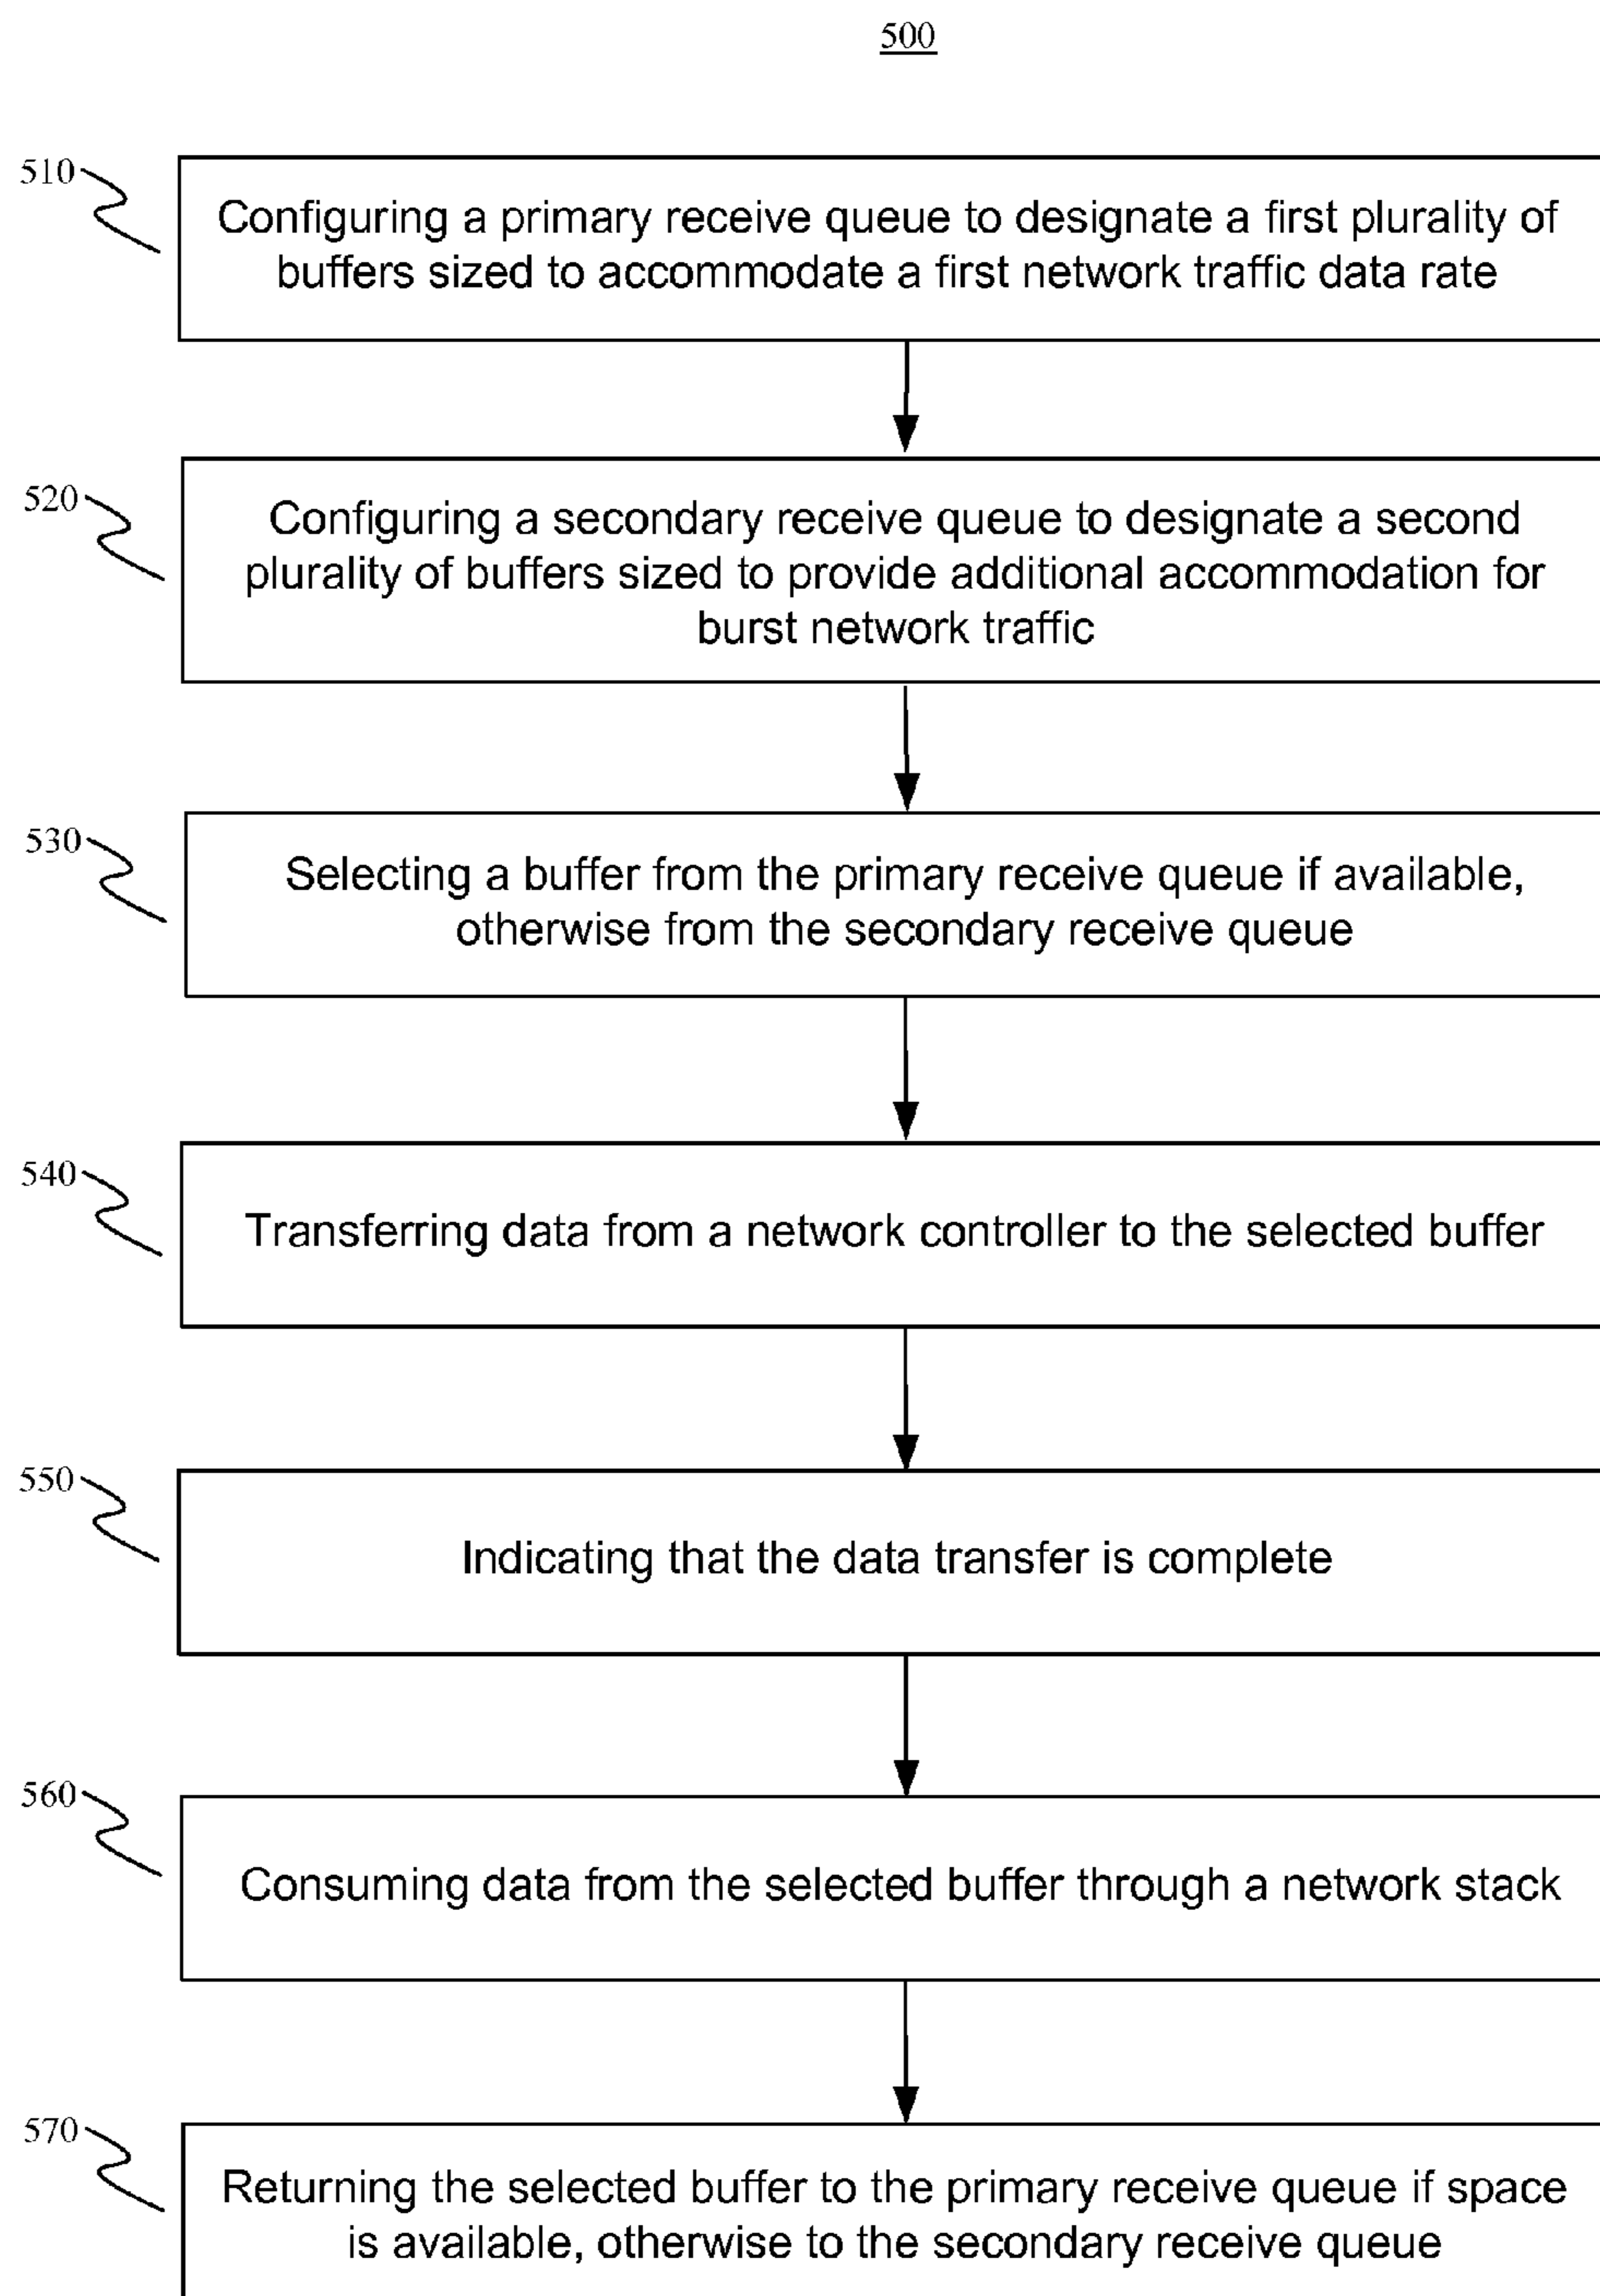 500
510
Configuring a primary receive queue to designate a first plurality of
buffers sized to accommodate a first network traffic data rate
520
Configuring a secondary receive queue to designate a second
plurality of buffers sized to provide additional accommodation for
burst network traffic
530
Selecting a buffer from the primary receive queue if available,
otherwise from the secondary receive queue
540
Transferring data from a network controller to the selected buffer
550
Indicating that the data transfer is complete
560
Consuming data from the selected buffer through a network stack
570
Returning the selected buffer to the primary receive queue if space
is available, otherwise to the secondary receive queue